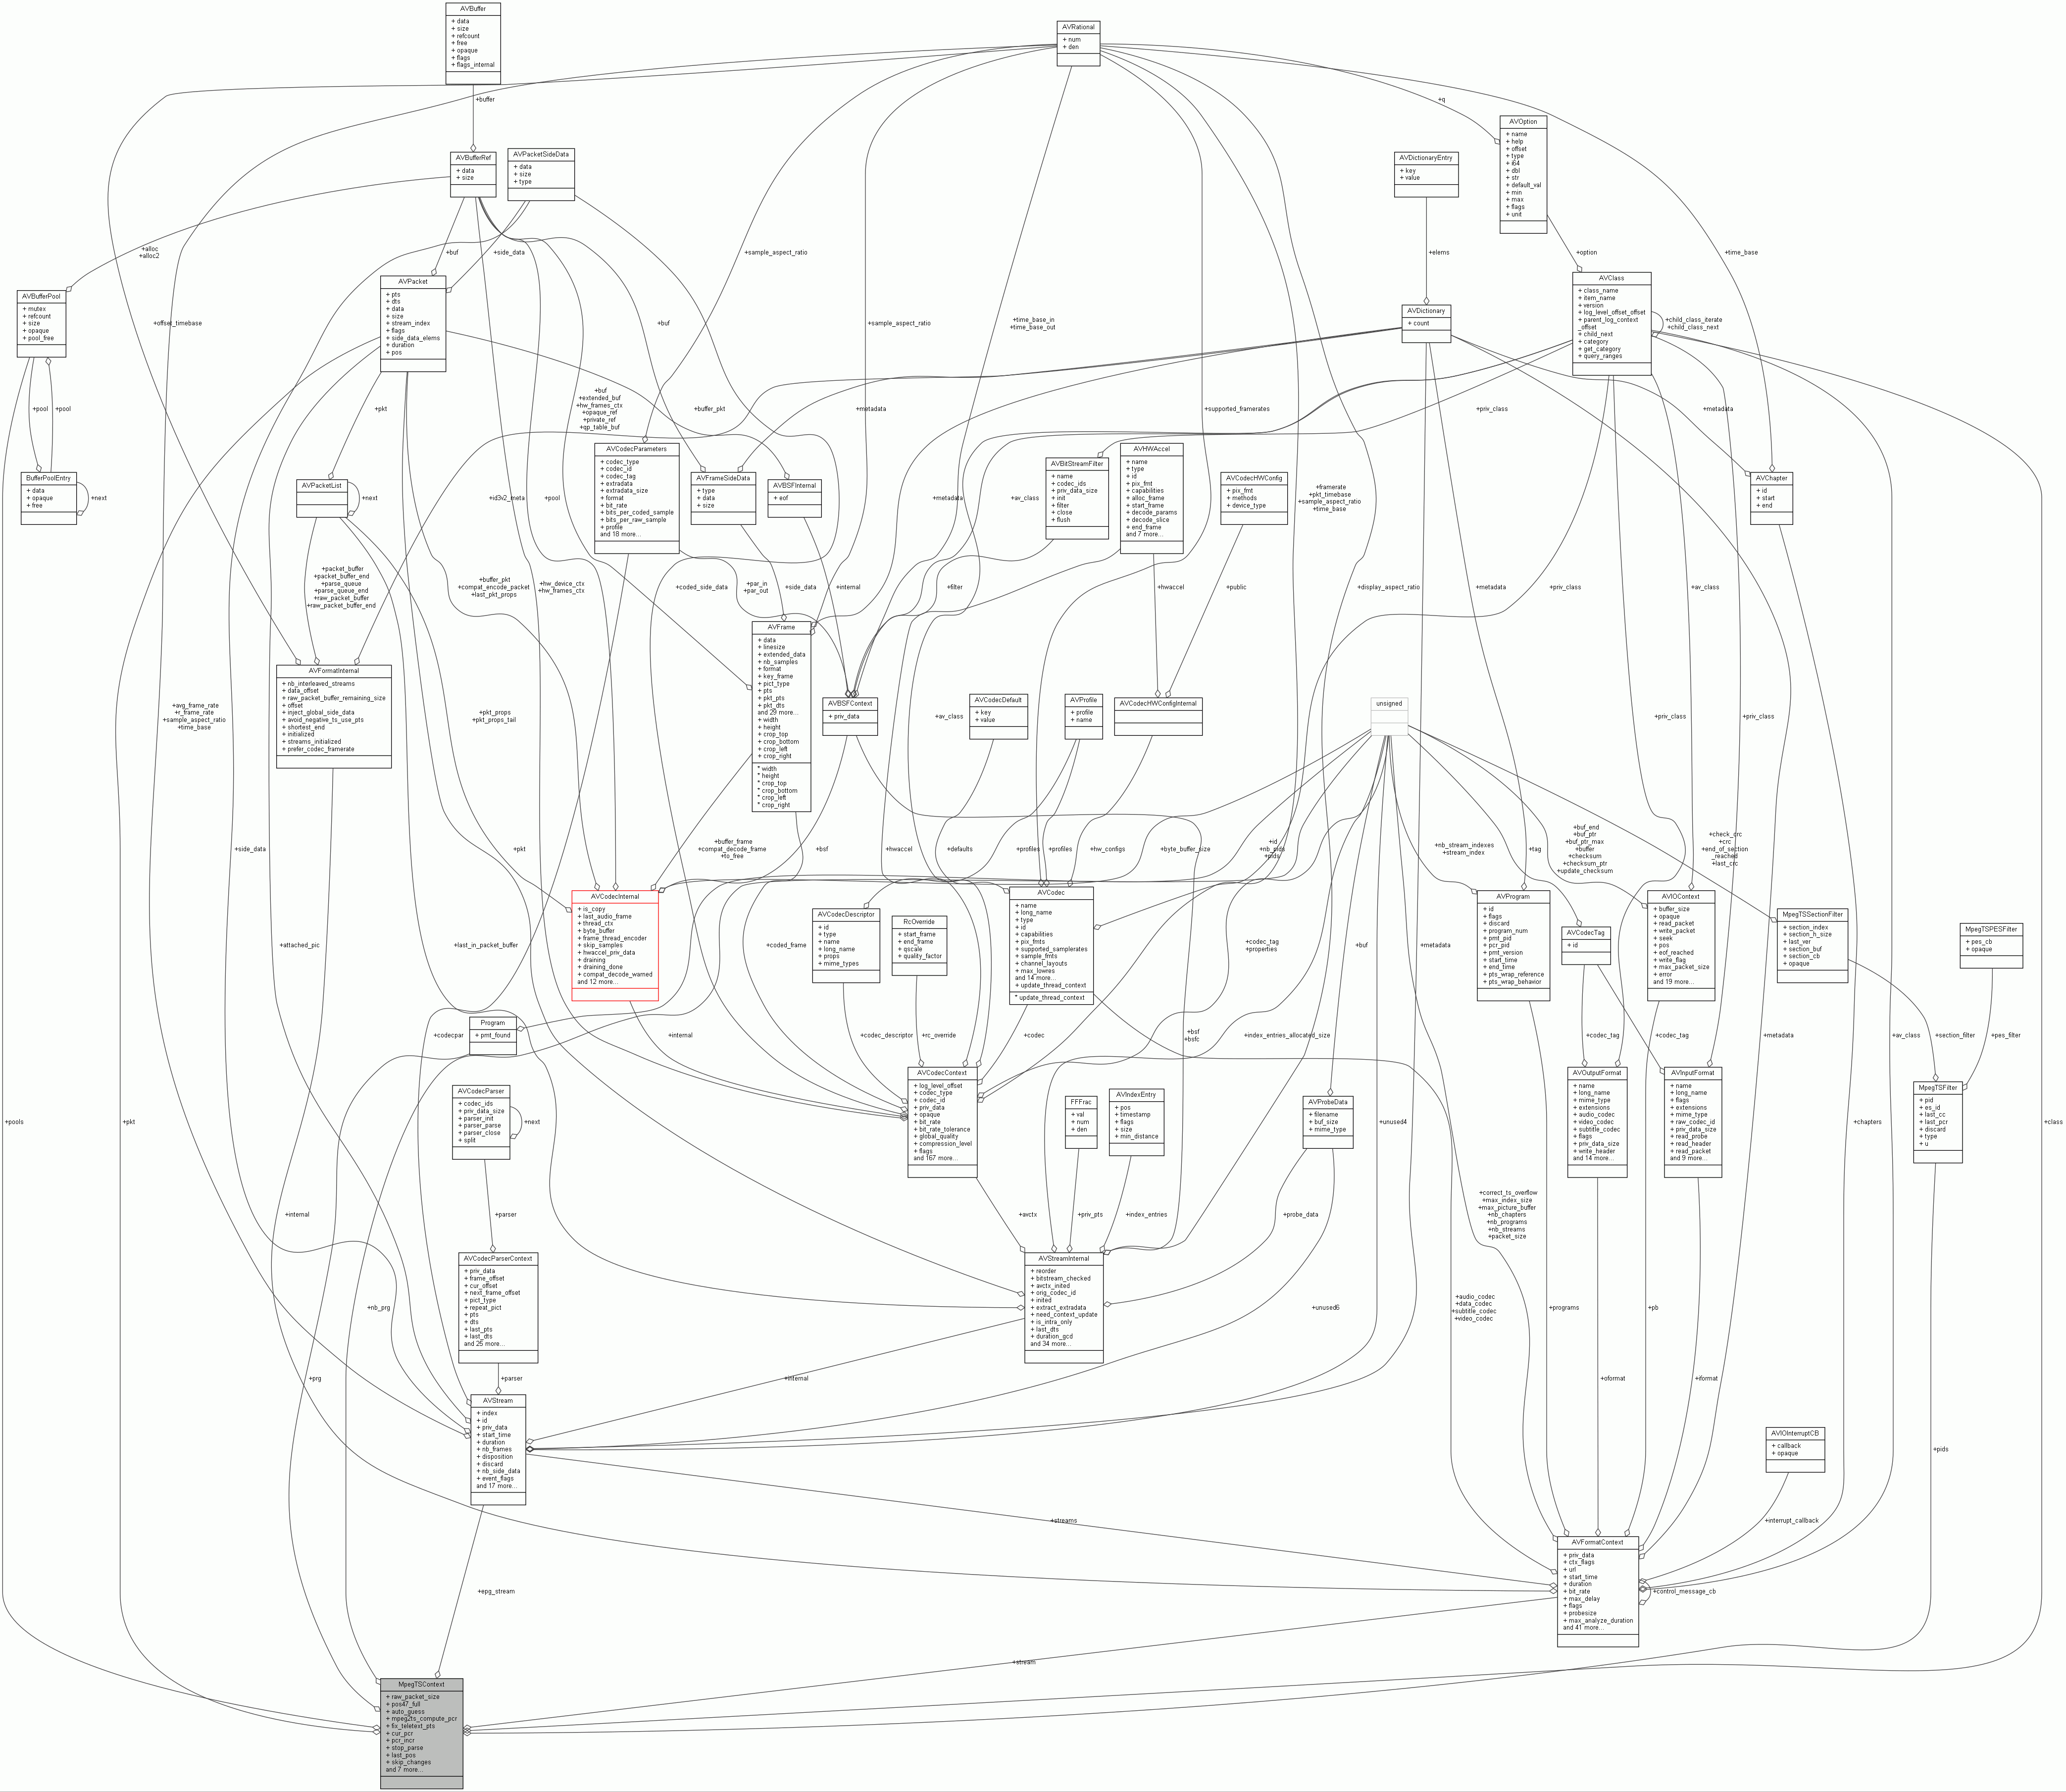 AVBuffer
+ data
+ size
+ refcount
+ free
+ opaque
+ flags
+ flags_internal
AVRational
+ num
+ den
+buffer
+q
AVOption
+ name
+ help
+ offset
+ type
+ i64
+ dbl
+ str
+ default_val
+ min
+ max
+ flags
+ unit
AVBufferRef
+ data
+ size
AVPacketSideData
+ data
+ size
+ type
AVDictionaryEntry
+ key
+ value
+alloc
+alloc2
+buf
+side_data
+sample_aspect_ratio
+elems
+option
+time_base
AVPacket
+ pts
+ dts
+ data
+ size
+ stream_index
+ flags
+ side_data_elems
+ duration
+ pos
AVBufferPool
+ mutex
+ refcount
+ size
+ opaque
+ pool_free
+offset_timebase
+buf
+sample_aspect_ratio
+time_base_in
+time_base_out
AVDictionary
+ count
AVClass
+ class_name
+ item_name
+ version
+ log_level_offset_offset
+ parent_log_context
_offset
+ child_next
+ category
+ get_category
+ query_ranges
+child_class_iterate
+child_class_next
+pool
+pool
+pkt
+buf
+extended_buf
+hw_frames_ctx
+opaque_ref
+private_ref
+qp_table_buf
+buffer_pkt
+metadata
+supported_framerates
+priv_class
+metadata
BufferPoolEntry
+ data
+ opaque
+ free
+next
AVPacketList
+next
+id3v2_meta
+pool
AVCodecParameters
+ codec_type
+ codec_id
+ codec_tag
+ extradata
+ extradata_size
+ format
+ bit_rate
+ bits_per_coded_sample
+ bits_per_raw_sample
+ profile
and 18 more...
AVFrameSideData
+ type
+ data
+ size
AVBSFInternal
+ eof
+metadata
+av_class
AVBitStreamFilter
+ name
+ codec_ids
+ priv_data_size
+ init
+ filter
+ close
+ flush
AVHWAccel
+ name
+ type
+ id
+ pix_fmt
+ capabilities
+ alloc_frame
+ start_frame
+ decode_params
+ decode_slice
+ end_frame
and 7 more...
AVCodecHWConfig
+ pix_fmt
+ methods
+ device_type
+framerate
+pkt_timebase
+sample_aspect_ratio
+time_base
AVChapter
+ id
+ start
+ end
+packet_buffer
+packet_buffer_end
+parse_queue
+parse_queue_end
+raw_packet_buffer
+raw_packet_buffer_end
+buffer_pkt
+compat_encode_packet
+last_pkt_props
+hw_device_ctx
+hw_frames_ctx
+coded_side_data
+par_in
+par_out
+side_data
+internal
+filter
+hwaccel
+public
+display_aspect_ratio
+metadata
+priv_class
+av_class
AVFormatInternal
+ nb_interleaved_streams
+ data_offset
+ raw_packet_buffer_remaining_size
+ offset
+ inject_global_side_data
+ avoid_negative_ts_use_pts
+ shortest_end
+ initialized
+ streams_initialized
+ prefer_codec_framerate
AVFrame
+ data
+ linesize
+ extended_data
+ nb_samples
+ format
+ key_frame
+ pict_type
+ pts
+ pkt_pts
+ pkt_dts
and 29 more...
+ width
+ height
+ crop_top
+ crop_bottom
+ crop_left
+ crop_right
* width
* height
* crop_top
* crop_bottom
* crop_left
* crop_right
AVBSFContext
+ priv_data
AVCodecDefault
+ key
+ value
AVProfile
+ profile
+ name
AVCodecHWConfigInternal
unsigned
+avg_frame_rate
+r_frame_rate
+sample_aspect_ratio
+time_base
+pkt_props
+pkt_props_tail
+av_class
+priv_class
+priv_class
+side_data
+pkt
+buffer_frame
+compat_decode_frame
+to_free
+bsf
+hwaccel
+defaults
+profiles
+profiles
+hw_configs
+byte_buffer_size
+id
+nb_pids
+pids
+nb_stream_indexes
+stream_index
+tag
+buf_end
+buf_ptr
+buf_ptr_max
+buffer
+checksum
+checksum_ptr
+update_checksum
+check_crc
+crc
+end_of_section
_reached
+last_crc
AVCodecInternal
+ is_copy
+ last_audio_frame
+ thread_ctx
+ byte_buffer
+ frame_thread_encoder
+ skip_samples
+ hwaccel_priv_data
+ draining
+ draining_done
+ compat_decode_warned
and 12 more...
AVCodecDescriptor
+ id
+ type
+ name
+ long_name
+ props
+ mime_types
RcOverride
+ start_frame
+ end_frame
+ qscale
+ quality_factor
AVCodec
+ name
+ long_name
+ type
+ id
+ capabilities
+ pix_fmts
+ supported_samplerates
+ sample_fmts
+ channel_layouts
+ max_lowres
and 14 more...
+ update_thread_context
* update_thread_context
AVProgram
+ id
+ flags
+ discard
+ program_num
+ pmt_pid
+ pcr_pid
+ pmt_version
+ start_time
+ end_time
+ pts_wrap_reference
+ pts_wrap_behavior
AVCodecTag
+ id
AVIOContext
+ buffer_size
+ opaque
+ read_packet
+ write_packet
+ seek
+ pos
+ eof_reached
+ write_flag
+ max_packet_size
+ error
and 19 more...
MpegTSSectionFilter
+ section_index
+ section_h_size
+ last_ver
+ section_buf
+ section_cb
+ opaque
MpegTSPESFilter
+ pes_cb
+ opaque
+attached_pic
+last_in_packet_buffer
+coded_frame
+codec_tag
+properties
+buf
+metadata
Program
+ pmt_found
+codecpar
+internal
+codec_descriptor
+rc_override
+codec
+bsf
+bsfc
+index_entries_allocated_size
+codec_tag
+codec_tag
+metadata
+av_class
+section_filter
+pes_filter
AVCodecParser
+ codec_ids
+ priv_data_size
+ parser_init
+ parser_parse
+ parser_close
+ split
+next
AVCodecContext
+ log_level_offset
+ codec_type
+ codec_id
+ priv_data
+ opaque
+ bit_rate
+ bit_rate_tolerance
+ global_quality
+ compression_level
+ flags
and 167 more...
FFFrac
+ val
+ num
+ den
AVIndexEntry
+ pos
+ timestamp
+ flags
+ size
+ min_distance
AVProbeData
+ filename
+ buf_size
+ mime_type
AVOutputFormat
+ name
+ long_name
+ mime_type
+ extensions
+ audio_codec
+ video_codec
+ subtitle_codec
+ flags
+ priv_data_size
+ write_header
and 14 more...
AVInputFormat
+ name
+ long_name
+ flags
+ extensions
+ mime_type
+ raw_codec_id
+ priv_data_size
+ read_probe
+ read_header
+ read_packet
and 9 more...
MpegTSFilter
+ pid
+ es_id
+ last_cc
+ last_pcr
+ discard
+ type
+ u
+pools
+pkt
+unused4
+chapters
+class
+internal
+parser
+avctx
+priv_pts
+index_entries
+probe_data
+correct_ts_overflow
+max_index_size
+max_picture_buffer
+nb_chapters
+nb_programs
+nb_streams
+packet_size
AVCodecParserContext
+ priv_data
+ frame_offset
+ cur_offset
+ next_frame_offset
+ pict_type
+ repeat_pict
+ pts
+ dts
+ last_pts
+ last_dts
and 25 more...
AVStreamInternal
+ reorder
+ bitstream_checked
+ avctx_inited
+ orig_codec_id
+ inited
+ extract_extradata
+ need_context_update
+ is_intra_only
+ last_dts
+ duration_gcd
and 34 more...
+nb_prg
+unused6
+audio_codec
+data_codec
+subtitle_codec
+video_codec
+programs
+pb
+prg
+parser
+internal
+oformat
+iformat
AVStream
+ index
+ id
+ priv_data
+ start_time
+ duration
+ nb_frames
+ disposition
+ discard
+ nb_side_data
+ event_flags
and 17 more...
AVIOInterruptCB
+ callback
+ opaque
+pids
+streams
+interrupt_callback
AVFormatContext
+ priv_data
+ ctx_flags
+ url
+ start_time
+ duration
+ bit_rate
+ max_delay
+ flags
+ probesize
+ max_analyze_duration
and 41 more...
+control_message_cb
+epg_stream
+stream
MpegTSContext
+ raw_packet_size
+ pos47_full
+ auto_guess
+ mpeg2ts_compute_pcr
+ fix_teletext_pts
+ cur_pcr
+ pcr_incr
+ stop_parse
+ last_pos
+ skip_changes
and 7 more...